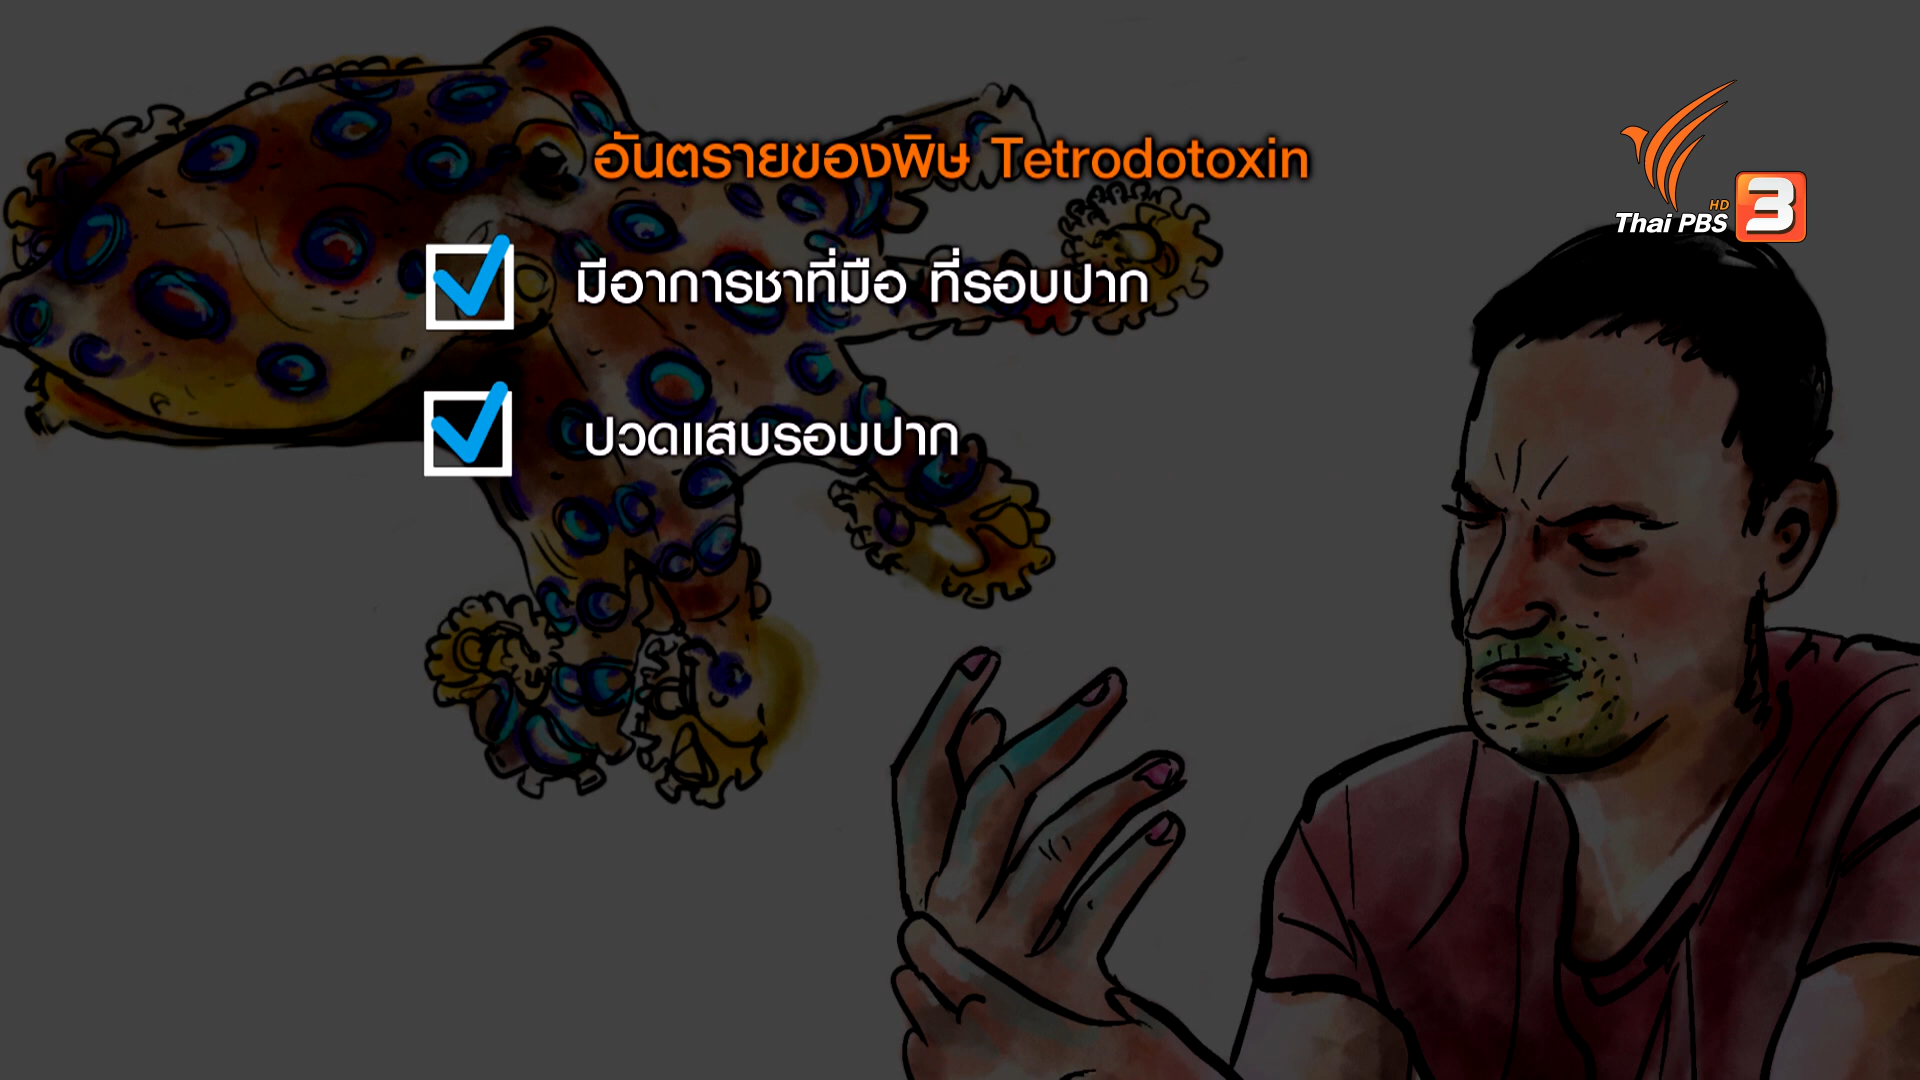 อันตรายของพิษ Tetrodotoxin
HD
Thai PBS 3
มีอาการชาที่มือ ที่รอบปาก
ปวดแสบรอบปาก